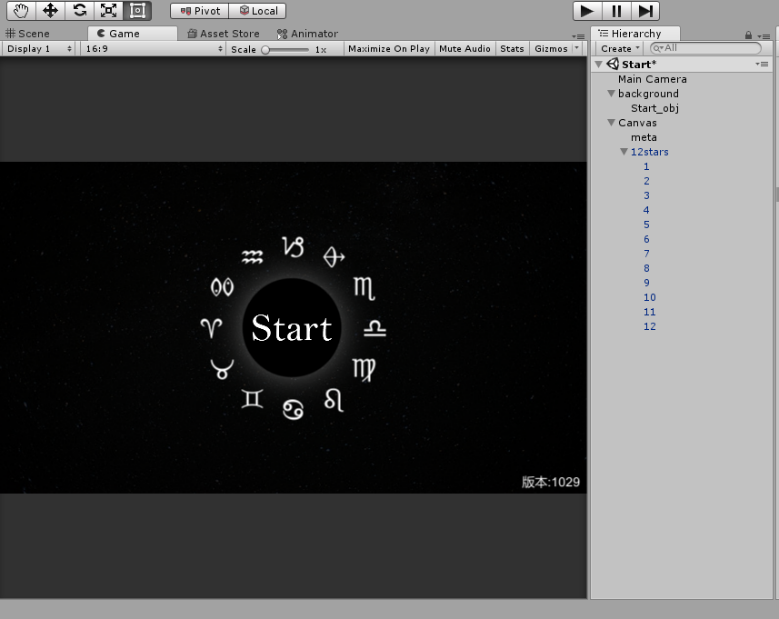 Pivot Local
Scene Game Asset Store Animator
Display 1 16:9 Scale 1x Maximize On Play Mute Audio Stats Gizmos
Start
版本:1029
Hierarchy
Create All
Start*
Main Camera
background
Start_obj
Canvas
meta
12stars
1
2
3
4
5
6
7
8
9
10
11
12